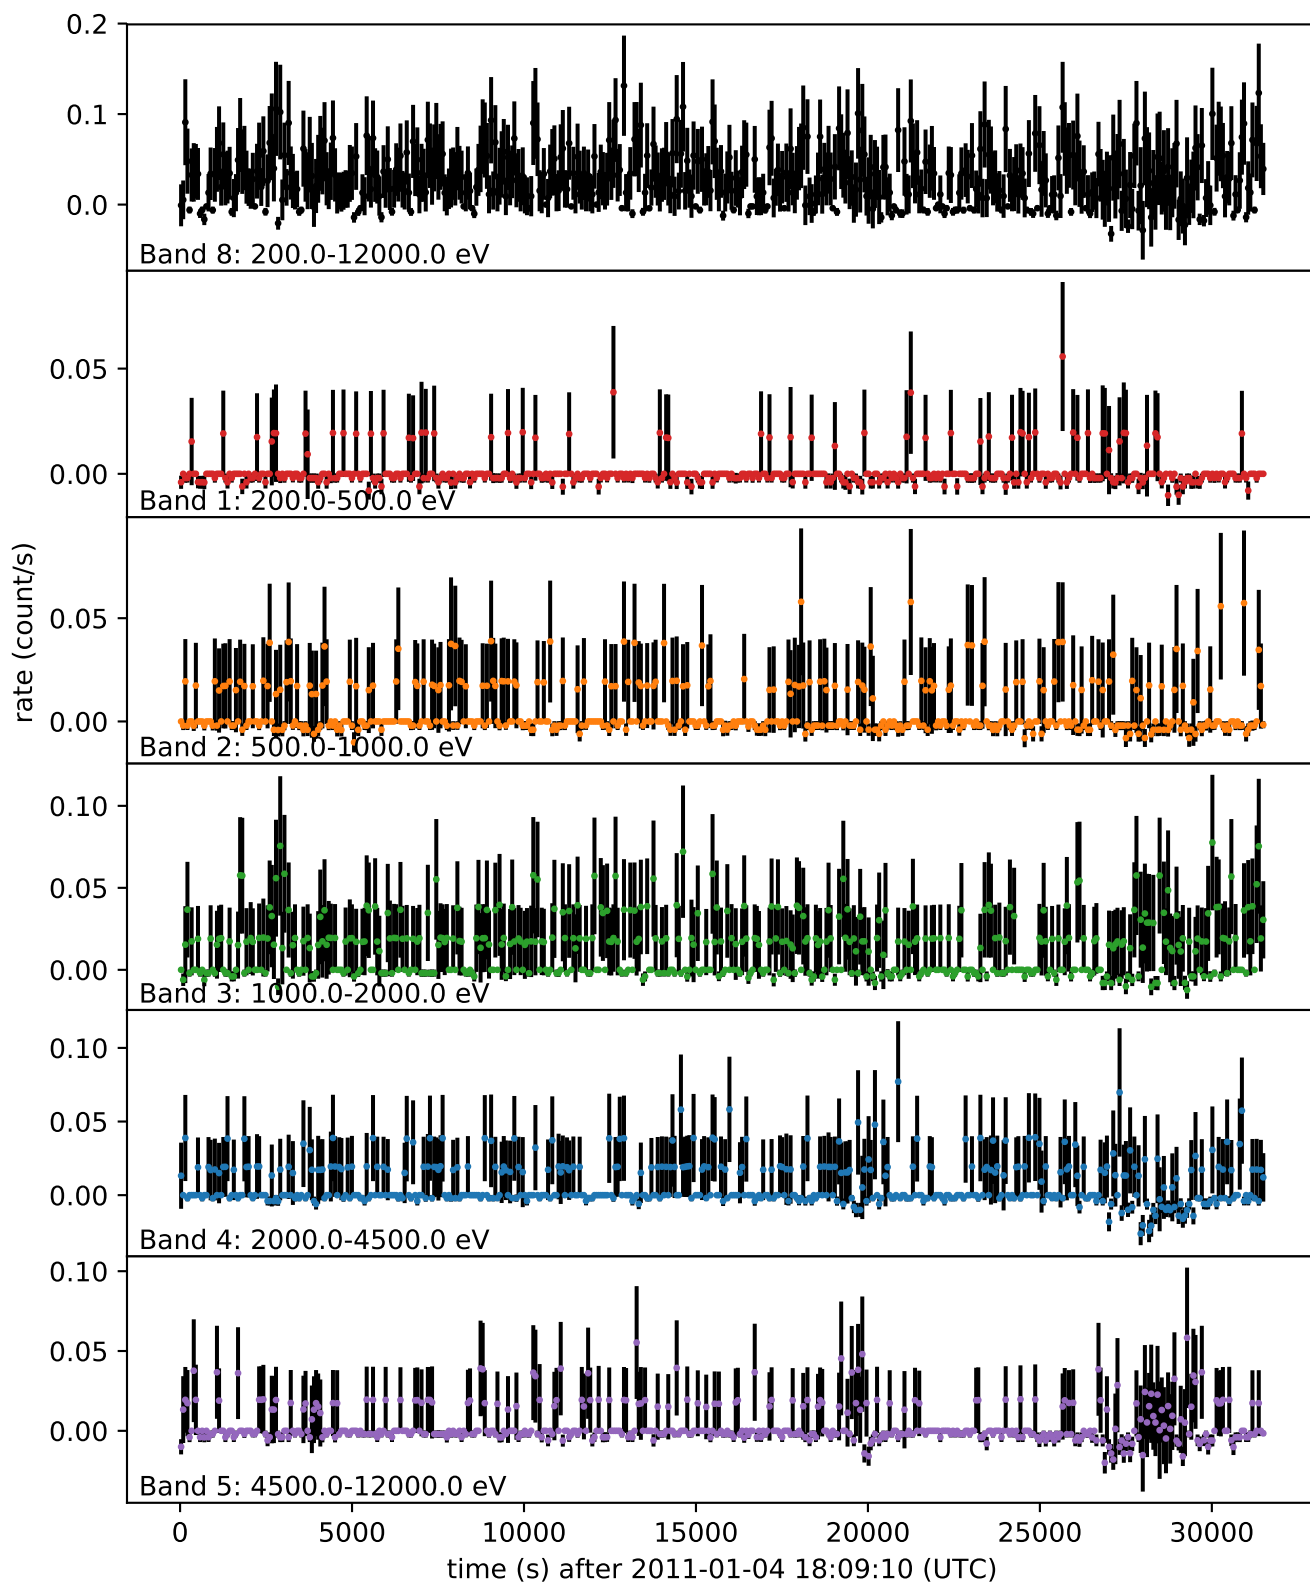 0.2
0.1
0.0
Band 8: 200.0-12000.0 eV
0.05
0.00
Band 1: 200.0-500.0 eV
rate (count/s)
0.05
0.00
Band 2: 500.0-1000.0 eV
0.10
0.05
0.00
Band 3: 1000.0-2000.0 eV
0.10
0.05
0.00
Band 4: 2000.0-4500.0 eV
0.10
0.05
0.00
Band 5: 4500.0-12000.0 eV
0 5000 10000 15000 20000 25000 30000
time (s) after 2011-01-04 18:09:10 (UTC)